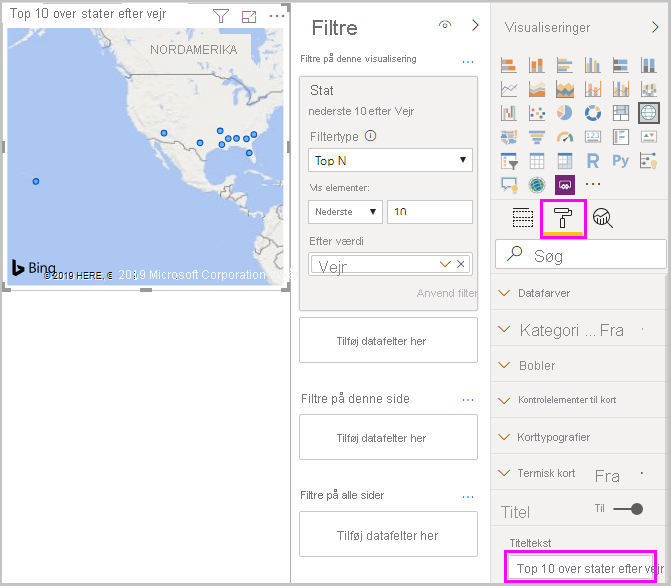 Top 10 over stater efter vejr
NORDAMERIKA
Bing
© 2019 HERE, © 2019 Microsoft Corporation
Filtre
Filtre på denne visualisering
Stat
nederste 10 efter Vejr
Filtertype
Top N
Vis elementer:
Nederste
10
Efter værdi
Vejr
Anvend filter
Tilføj datafelter her
Filtre på denne side
Tilføj datafelter her
Filtre på alle sider
Tilføj datafelter her
Visualiseringer
123
R
Py
Søg
Datafarver
Kategori ... Fra
Bobler
Kontrolelementer til kort
Korttypografier
Termisk kort Fra
Titel Til
Titeltekst
Top 10 over stater efter vejr